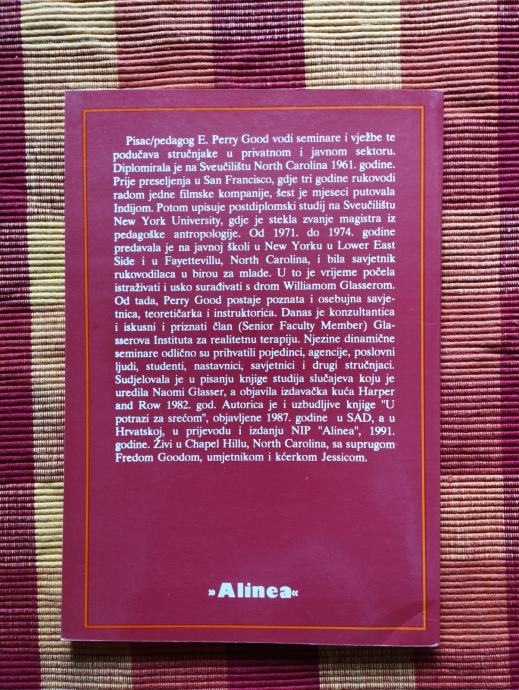 Pisac/pedagog E. Perry Good vodi seminare i vježbe te
podučava stručnjake u privatnom i javnom sektoru.
Diplomirala je na Sveučilištu North Carolina 1961. godine.
Prije preseljenja u San Francisco, gdje tri godine rukovodi
radom jedne filmske kompanije, šest je mjeseci putovala
Indijom. Potom upisuje postdiplomski studij na Sveučilištu
New York University, gdje je stekla zvanje magistra iz
pedagoške antropologije. Od 1971. do 1974. godine
predavala je na javnoj školi u New Yorku u Lower East
Side i u Fayettevillu, North Carolina, i bila savjetnik
rukovodilaca u birou za mlade. U to je vrijeme počela
istraživati i usko surađivati s drom Williamom Glasserom.
Od tada, Perry Good postaje poznata i osebujna savje-
tnica, teoretičarka i instruktorica. Danas je konzultantica
i iskusni i priznati član (Senior Faculty Member) Gla-
sserova Instituta za realitetnu terapiju. Njezine dinamične
seminare odlično su prihvatili pojedinci, agencije, poslovni
ljudi, studenti, nastavnici, savjetnici i drugi stručnjaci.
Sudjelovala je u pisanju knjige studija slučajeva koju je
uredila Naomi Glasser, a objavila izdavačka kuća Harper
and Row 1982. god. Autorica je i uzbudljive knjige "U
potrazi za srećom", objavljene 1987. godine u SAD, a u
Hrvatskoj, u prijevodu i izdanju NIP "Alinea", 1991.
godine. Živi u Chapel Hillu, North Carolina, sa suprugom
Fredom Goodom, umjetnikom i kćerkom Jessicom.
»Alinea«